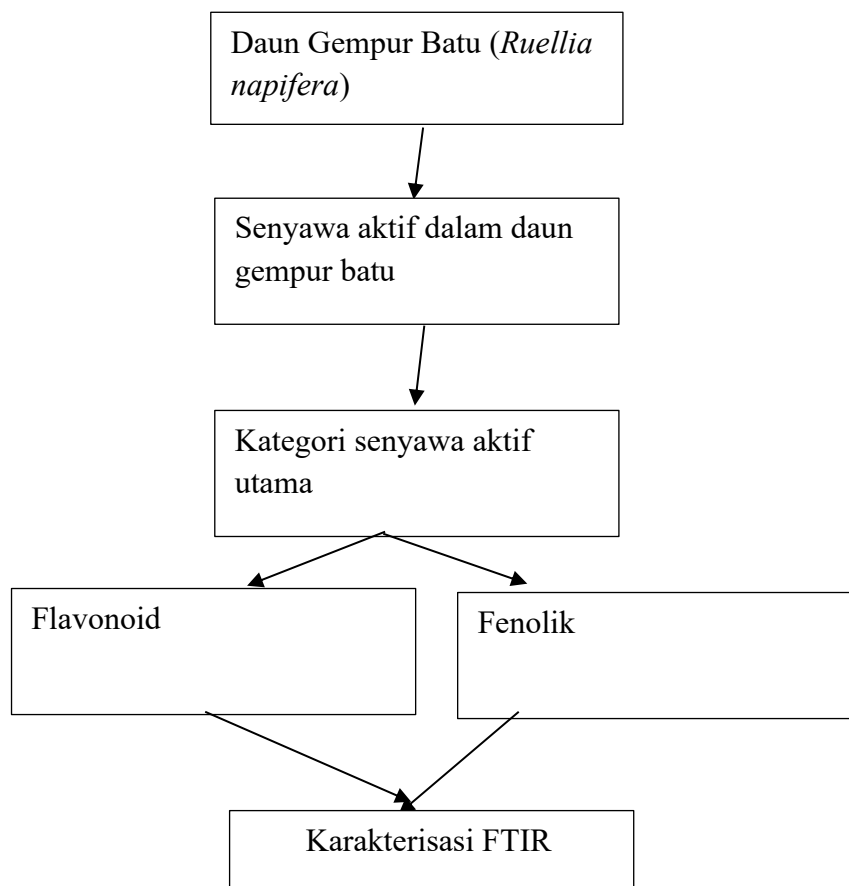 Daun Gempur Batu (Ruellia
napifera)
Senyawa aktif dalam daun
gempur batu
Kategori senyawa aktif
utama
Flavonoid
Fenolik
Karakterisasi FTIR